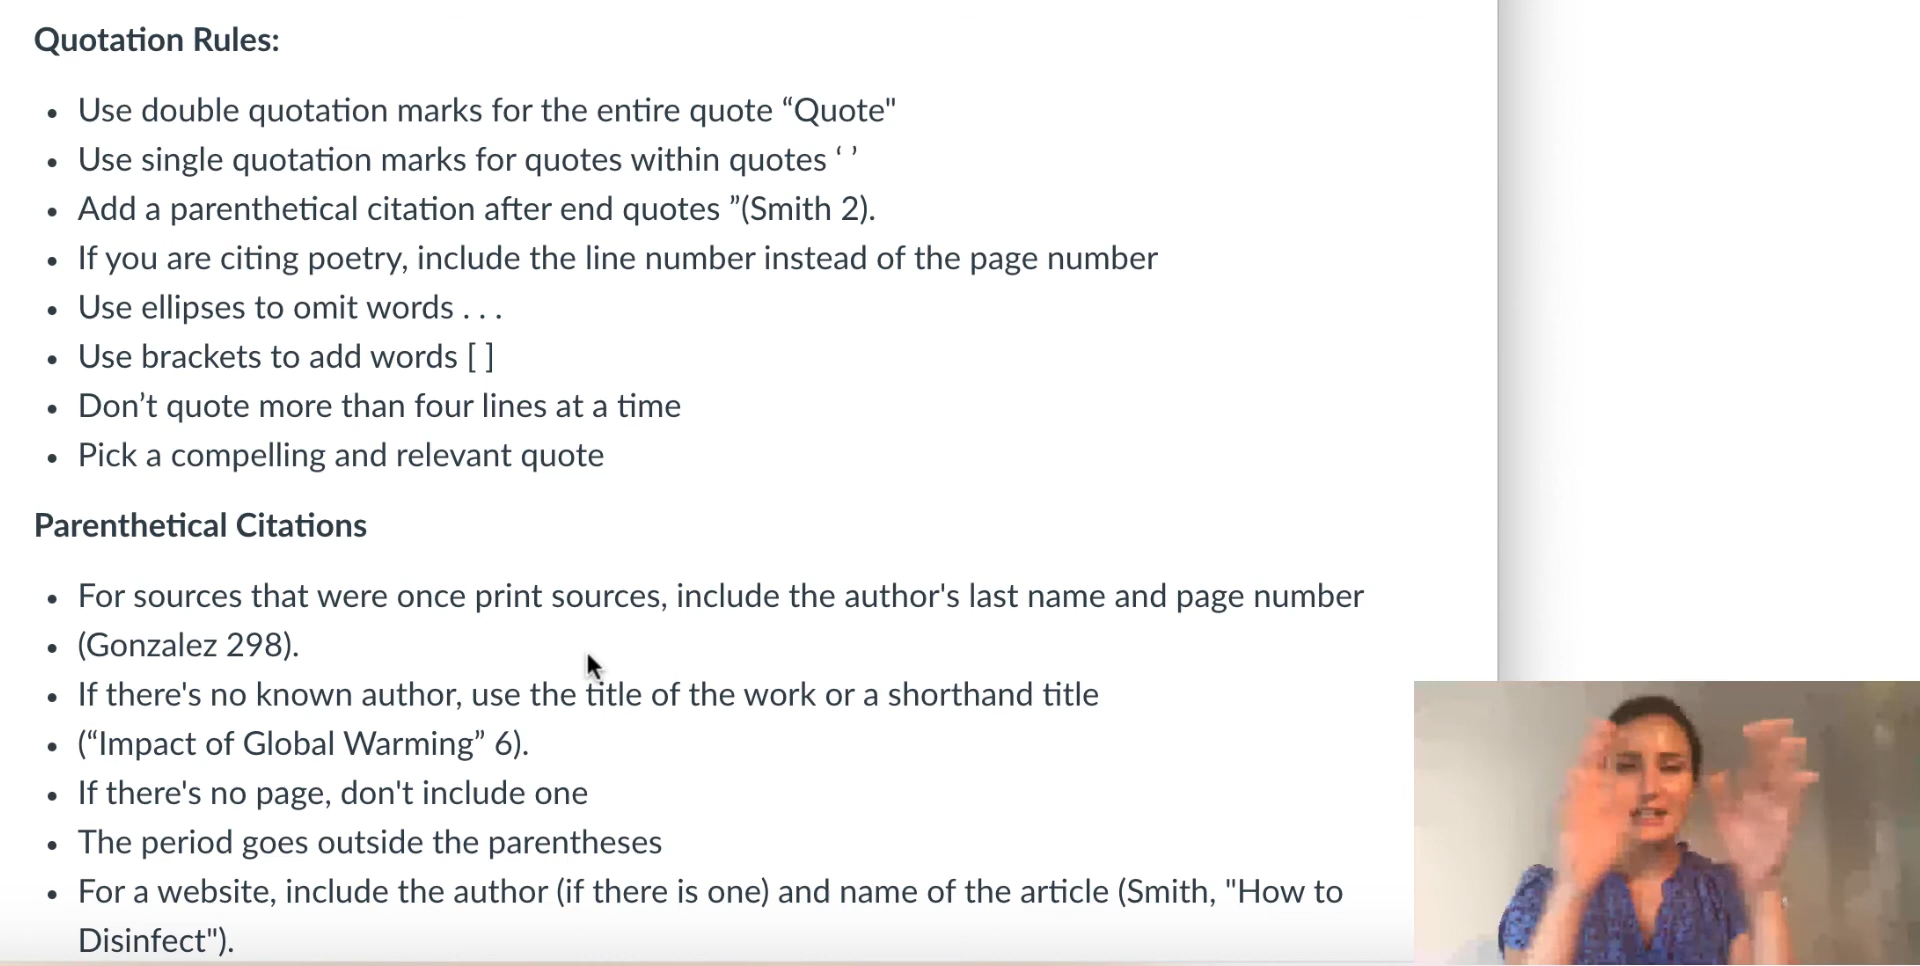 Quotation Rules:
• Use double quotation marks for the entire quote “Quote"
• Use single quotation marks for quotes within quotes ‘ ’
• Add a parenthetical citation after end quotes ”(Smith 2).
• If you are citing poetry, include the line number instead of the page number
• Use ellipses to omit words . . .
• Use brackets to add words [ ]
• Don’t quote more than four lines at a time
• Pick a compelling and relevant quote
Parenthetical Citations
• For sources that were once print sources, include the author's last name and page number
• (Gonzalez 298).
• If there's no known author, use the title of the work or a shorthand title
• (“Impact of Global Warming” 6).
• If there's no page, don't include one
• The period goes outside the parentheses
• For a website, include the author (if there is one) and name of the article (Smith, "How to
Disinfect").